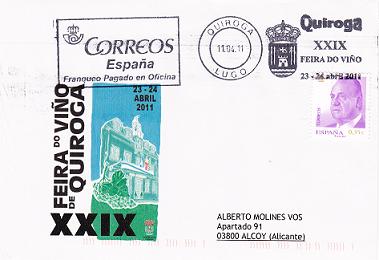 CORREOS
España
Franqueo Pagado en Oficina
QUIROGA
11.04.11
LUGO
Quiroga
XXIX
FEIRA DO VIÑO
23 - 24 abril 2011
ESPAÑA
0,35€
23 - 24
ABRIL
2011
FEIRA DO VIÑO
DE QUIROGA
XXIX
ALBERTO MOLINES VOS
Apartado 91
03800 ALCOY (Alicante)